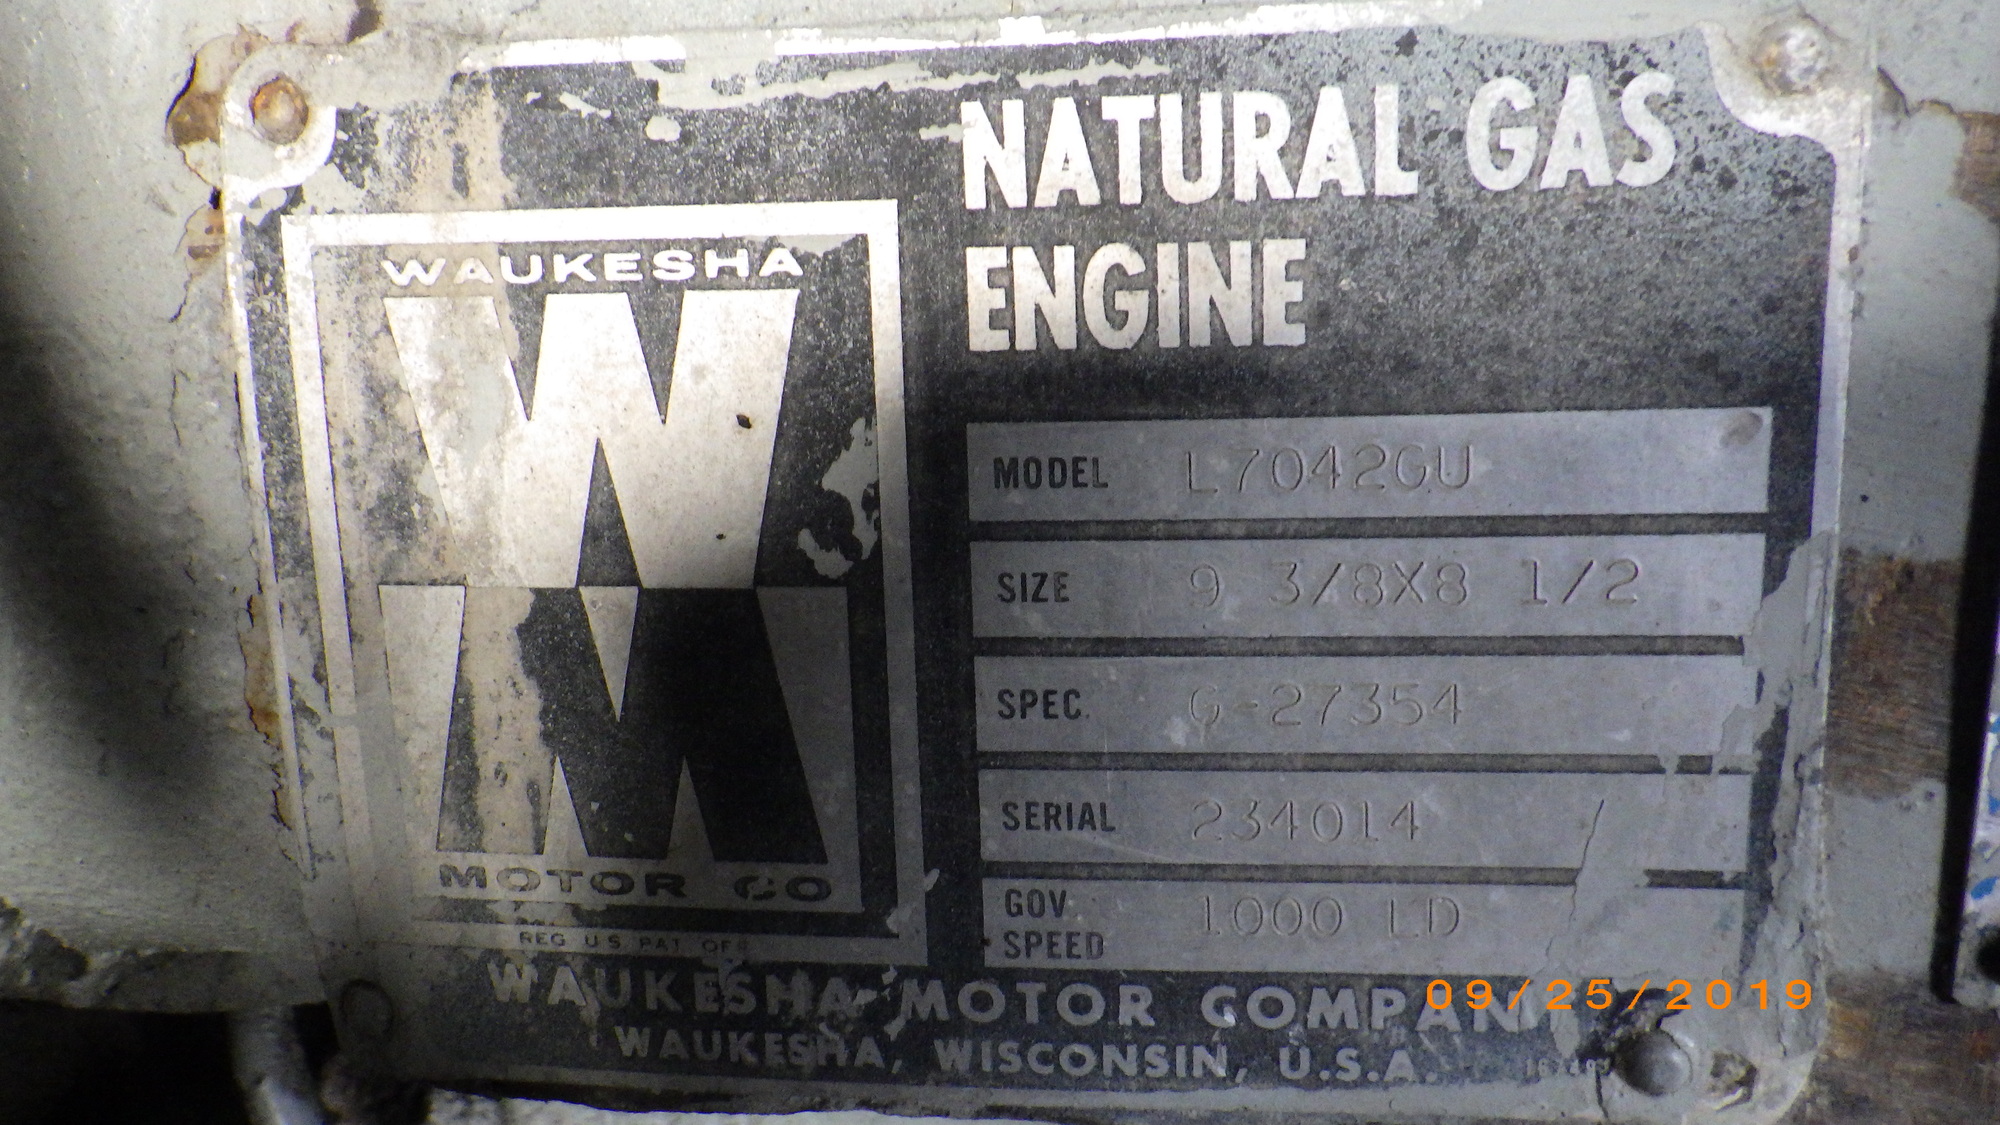 NATURAL GAS
ENGINE
WAUKESHA
W
M
MOTOR CO
REG U S PAT OFF
MODEL L7042GU
SIZE 9 3/8X8 1/2
SPEC. G-27354
SERIAL 234014
GOV SPEED 1000 LD
WAUKESHA MOTOR COMPANY
WAUKESHA, WISCONSIN, U.S.A.
09/25/2019